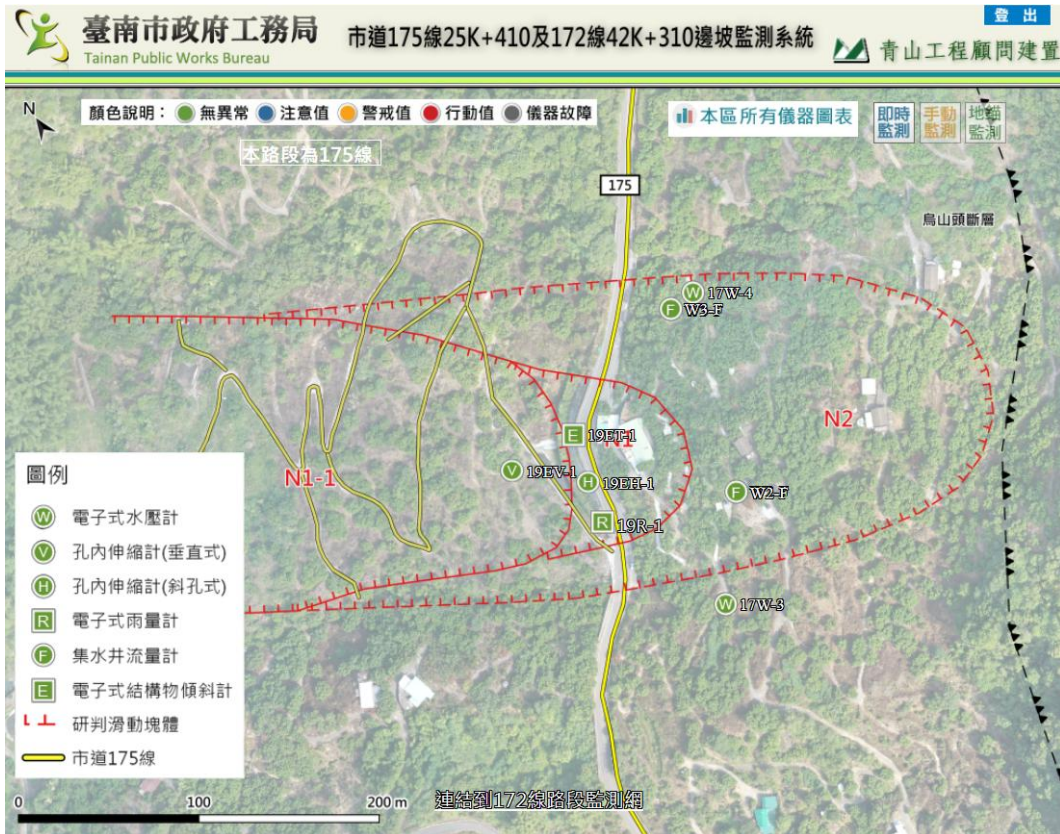 臺南市政府工務局
Tainan Public Works Bureau
市道175線25K+410及172線42K+310邊坡監測系統
登 出
青山工程顧問建置
N
顏色說明： 無異常 注意值 警戒值 行動值 儀器故障
本區所有儀器圖表
即時監測
手動監測
地錨監測
本路段為175線
175
烏山頭斷層
W 17W-4
F W3-F
N2
E 19ET-1
N1
V 19EV-1
H 19EH-1
N1-1
F W2-F
R 19R-1
W 17W-3
圖例
W 電子式水壓計
V 孔內伸縮計(垂直式)
H 孔內伸縮計(斜孔式)
R 電子式雨量計
F 集水井流量計
E 電子式結構物傾斜計
研判滑動塊體
市道175線
0 100 200 m
連結到172線路段監測網